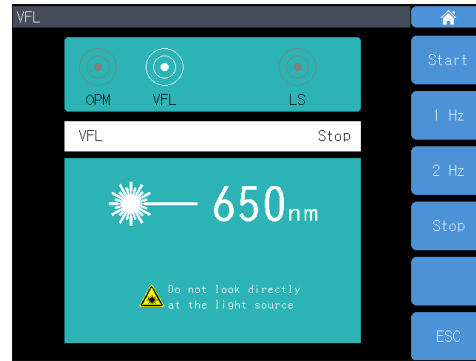 VFL
OPM VFL LS
VFL Stop
650nm
Do not look directly
at the light source
Start
1 Hz
2 Hz
Stop
ESC